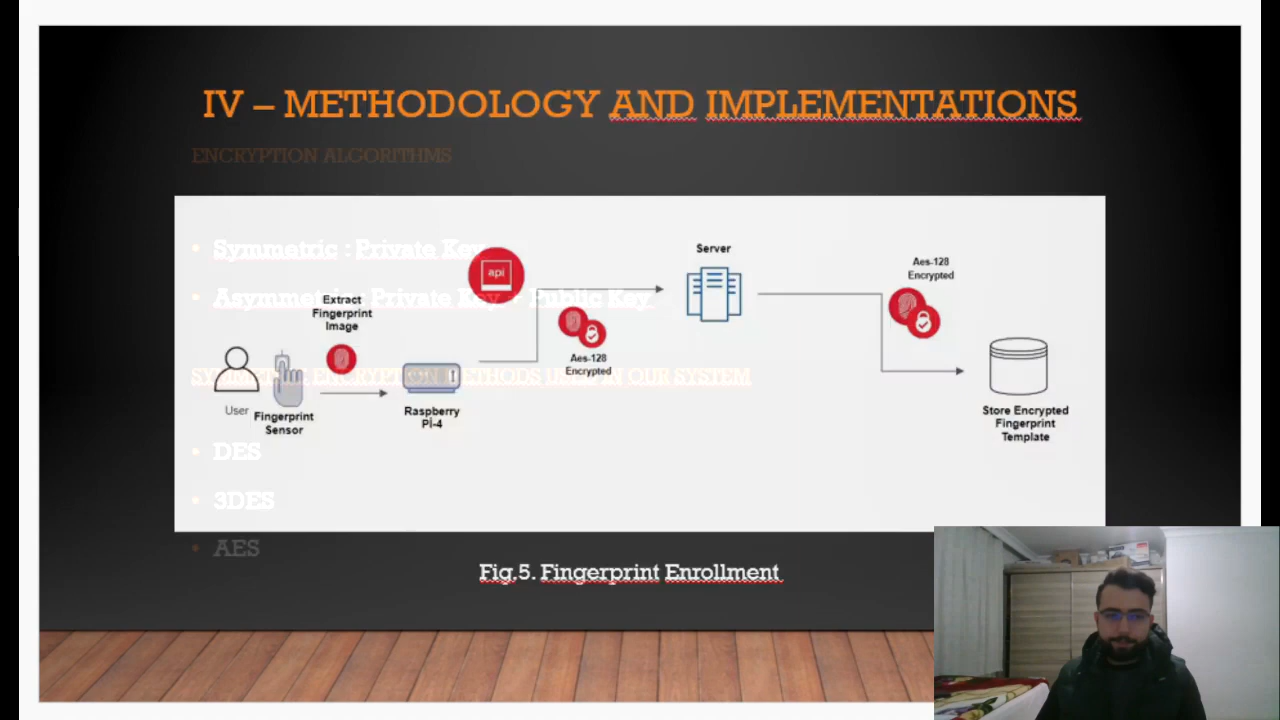 IV – METHODOLOGY AND IMPLEMENTATIONS
ENCRYPTION ALGORITHMS
• Symmetric : Private Key
• Asymmetric : Private Key + Public Key
SYMMETRIC ENCRYPTION METHODS USED IN OUR SYSTEM
• DES
• 3DES
• AES
User
Fingerprint
Sensor
Extract
Fingerprint
Image
Raspberry
Pi-4
api
Aes-128
Encrypted
Server
Aes-128
Encrypted
Store Encrypted
Fingerprint
Template
Fig.5. Fingerprint Enrollment